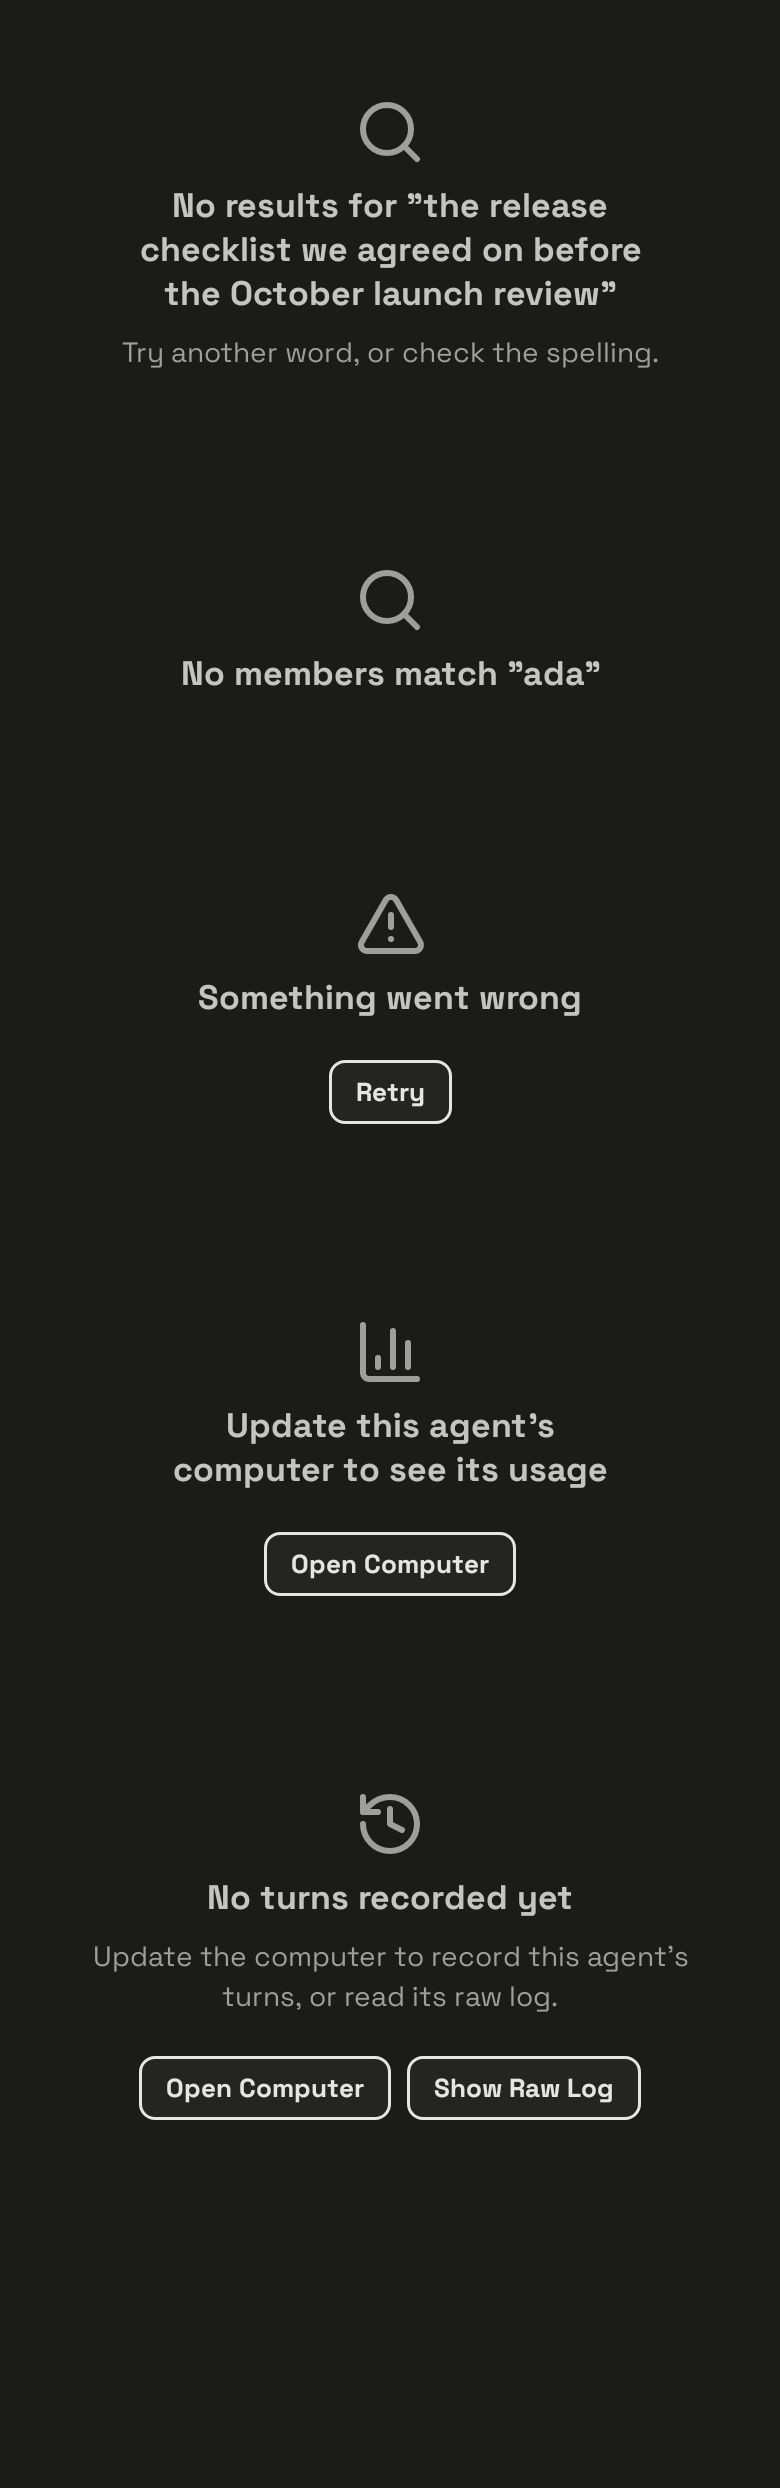 No results for ”the release
checklist we agreed on before
the October launch review”
Try another word, or check the spelling.
No members match ”ada”
Something went wrong
Retry
Update this agent’s
computer to see its usage
Open Computer
No turns recorded yet
Update the computer to record this agent’s
turns, or read its raw log.
Open Computer
Show Raw Log